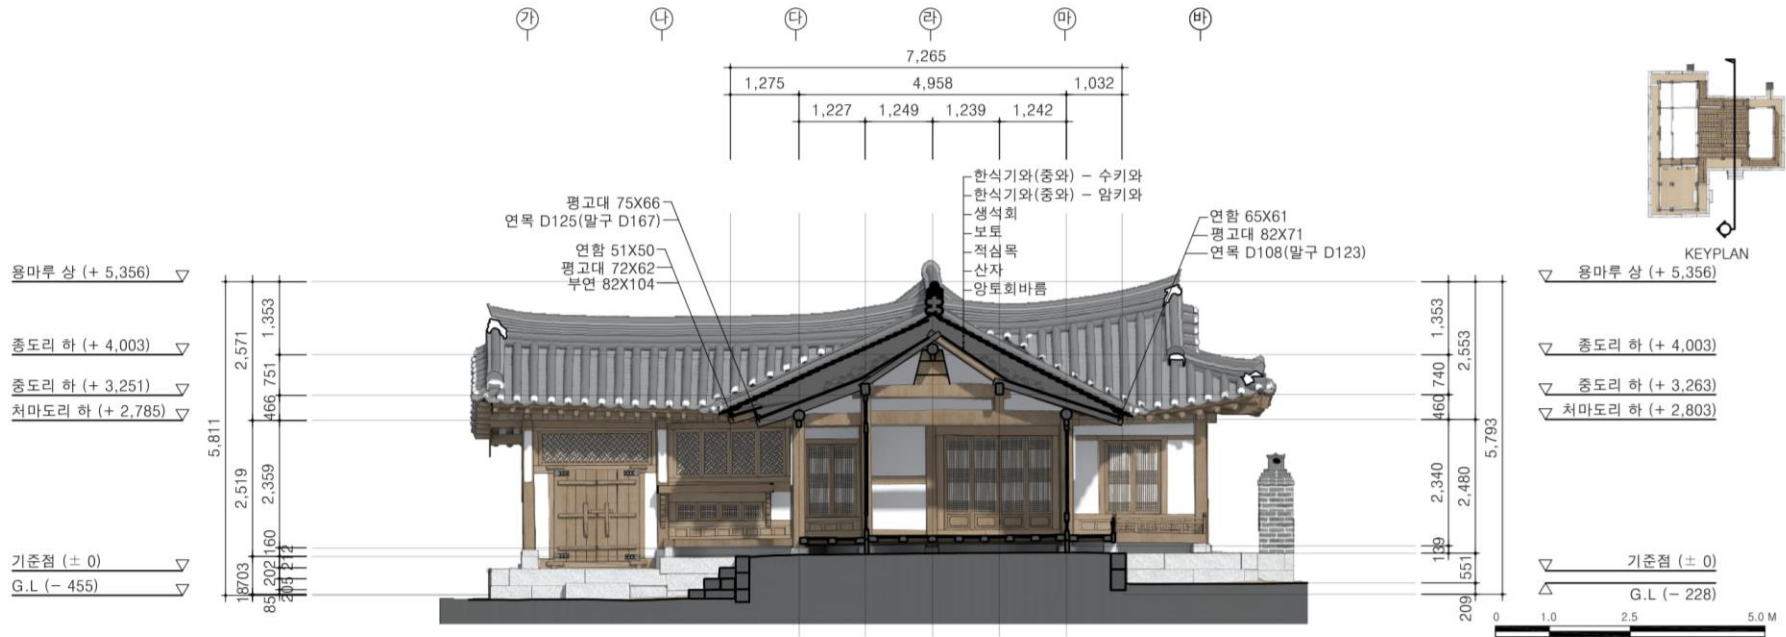 가 나 다 라 마 바
7,265
1,275 4,958 1,032
1,227 1,249 1,239 1,242
한식기와(중와) - 수키와
한식기와(중와) - 암키와
생석회
보토
적심목
산자
앙토회바름
평고대 75X66
연목 D125(말구 D167)
연함 51X50
평고대 72X62
부연 82X104
연함 65X61
평고대 82X71
연목 D108(말구 D123)
KEYPLAN
용마루 상 (+ 5,356)
종도리 하 (+ 4,003)
중도리 하 (+ 3,251)
처마도리 하 (+ 2,785)
기준점 (± 0)
G.L (- 455)
5,811
2,571
2,519
1,353
751
466
2,359
160
212
202
205
85
용마루 상 (+ 5,356)
종도리 하 (+ 4,003)
중도리 하 (+ 3,263)
처마도리 하 (+ 2,803)
기준점 (± 0)
G.L (- 228)
1,353
740
460
2,340
139
2,553
2,480
551
209
5,793
0 1.0 2.5 5.0 M